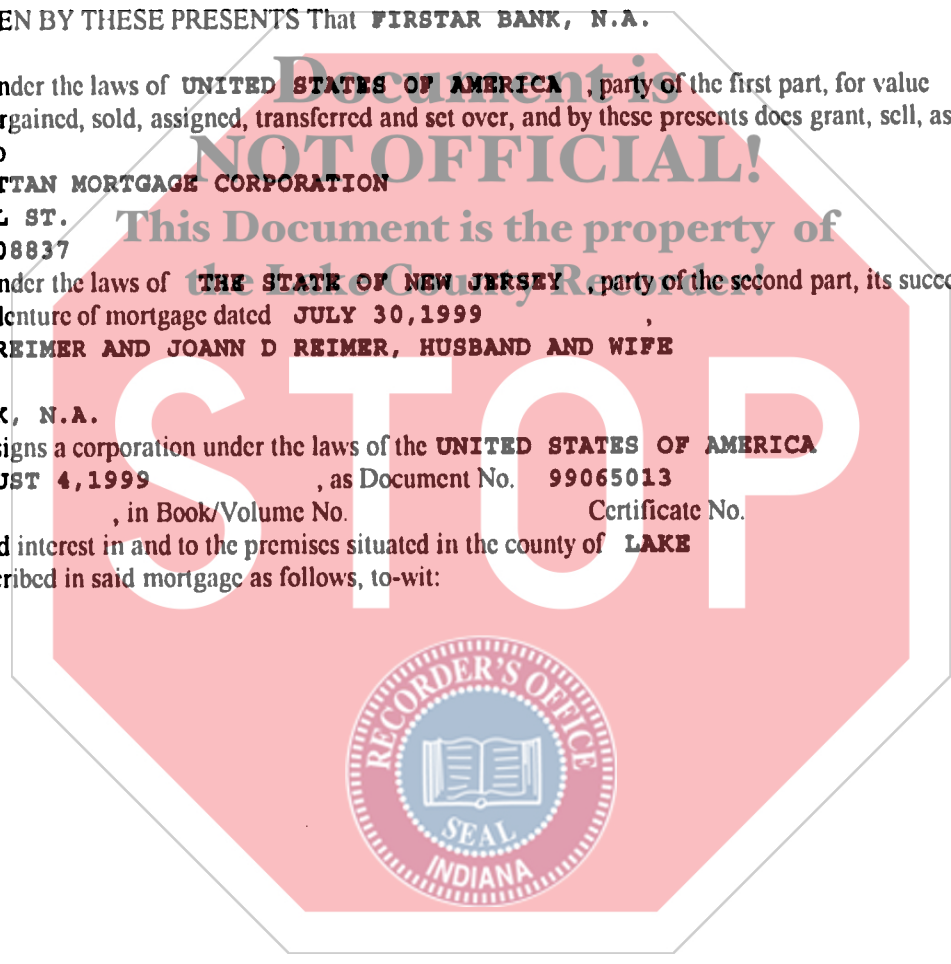 EN BY THESE PRESENTS That FIRSTAR BANK, N.A.
nder the laws of UNITED STATES OF AMERICA , party of the first part, for value
rgained, sold, assigned, transferred and set over, and by these presents does grant, sell, as
O
TTAN MORTGAGE CORPORATION
L ST.
08837
nder the laws of THE STATE OF NEW JERSEY , party of the second part, its succe
denture of mortgage dated JULY 30,1999 ,
REIMER AND JOANN D REIMER, HUSBAND AND WIFE
K, N.A.
signs a corporation under the laws of the UNITED STATES OF AMERICA
UST 4,1999 , as Document No. 99065013
, in Book/Volume No. Certificate No.
d interest in and to the premises situated in the county of LAKE
cribed in said mortgage as follows, to-wit:
Document is
NOT OFFICIAL!
This Document is the property of
the Lake County Recorder!
STOP
RECORDER'S OFFICE
SEAL
INDIANA